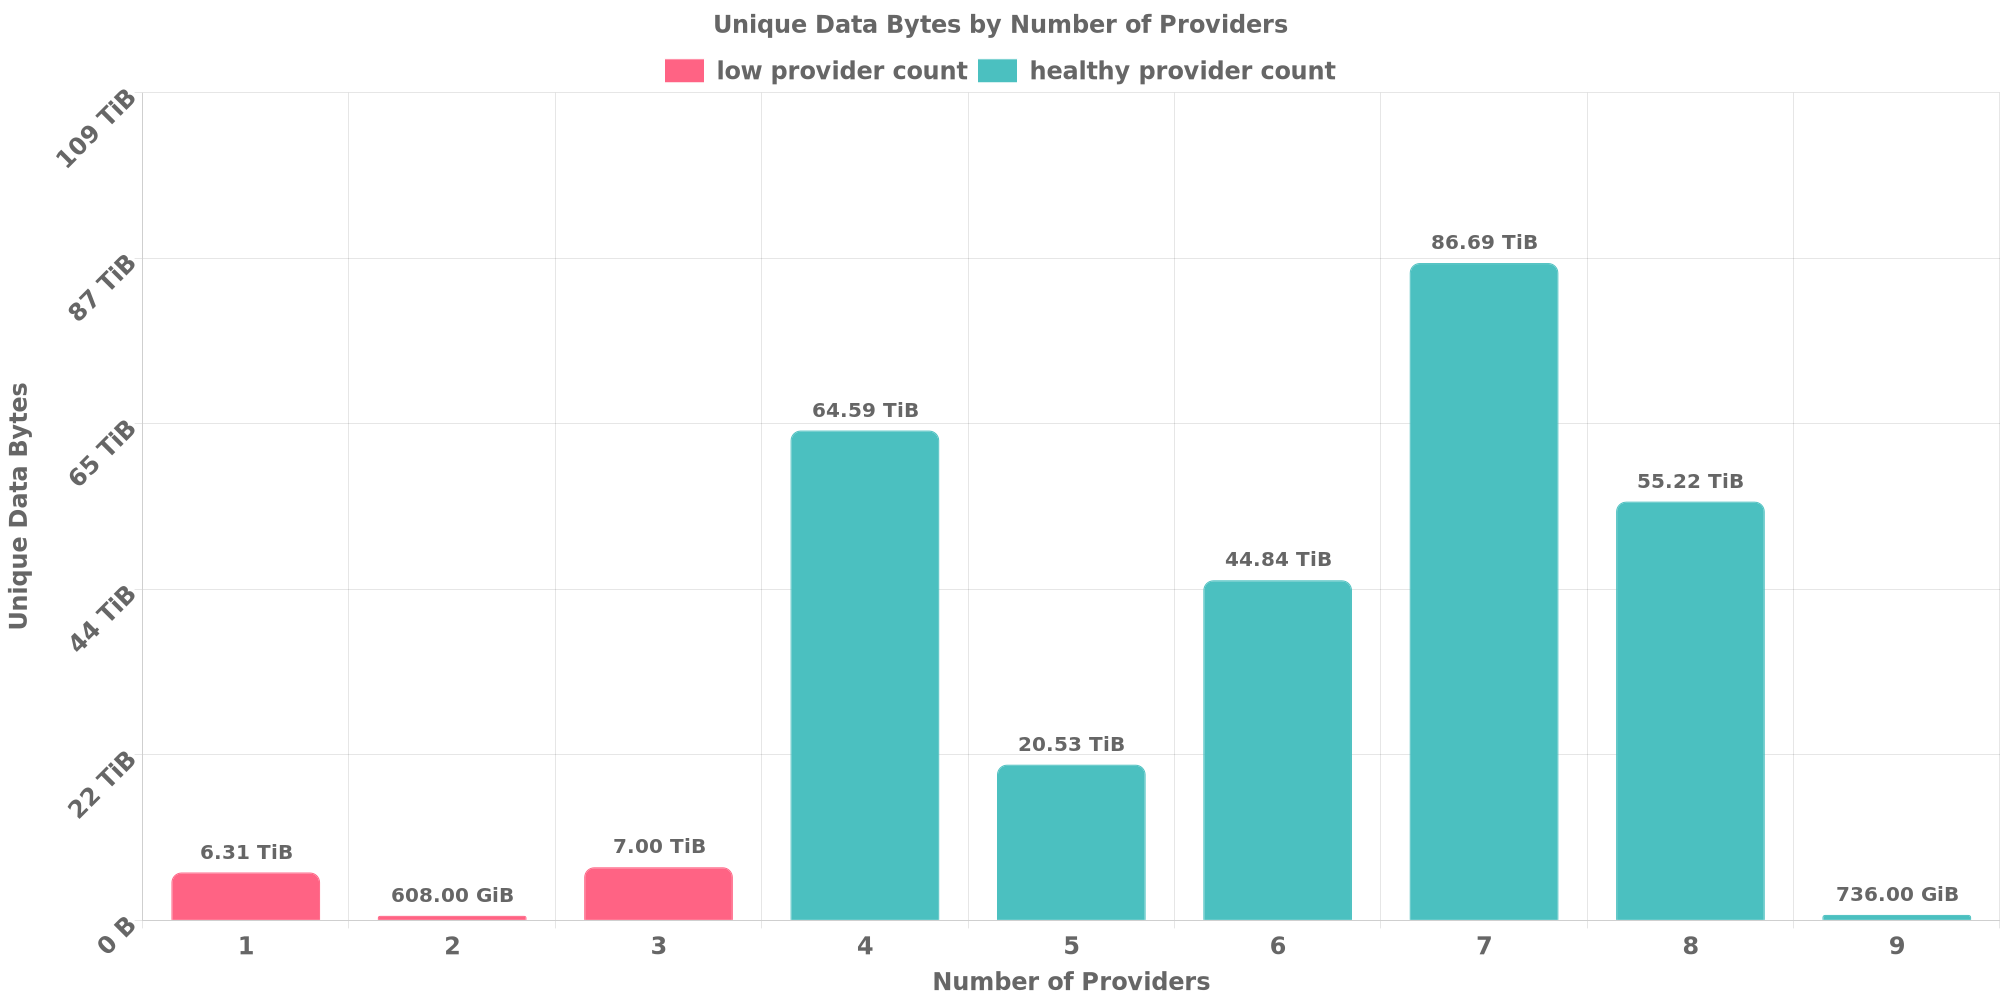 Unique Data Bytes by Number of Providers
low provider count healthy provider count
109 TiB
87 TiB
65 TiB
44 TiB
22 TiB
0 B
Unique Data Bytes
6.31 TiB
608.00 GiB
7.00 TiB
64.59 TiB
20.53 TiB
44.84 TiB
86.69 TiB
55.22 TiB
736.00 GiB
1 2 3 4 5 6 7 8 9
Number of Providers